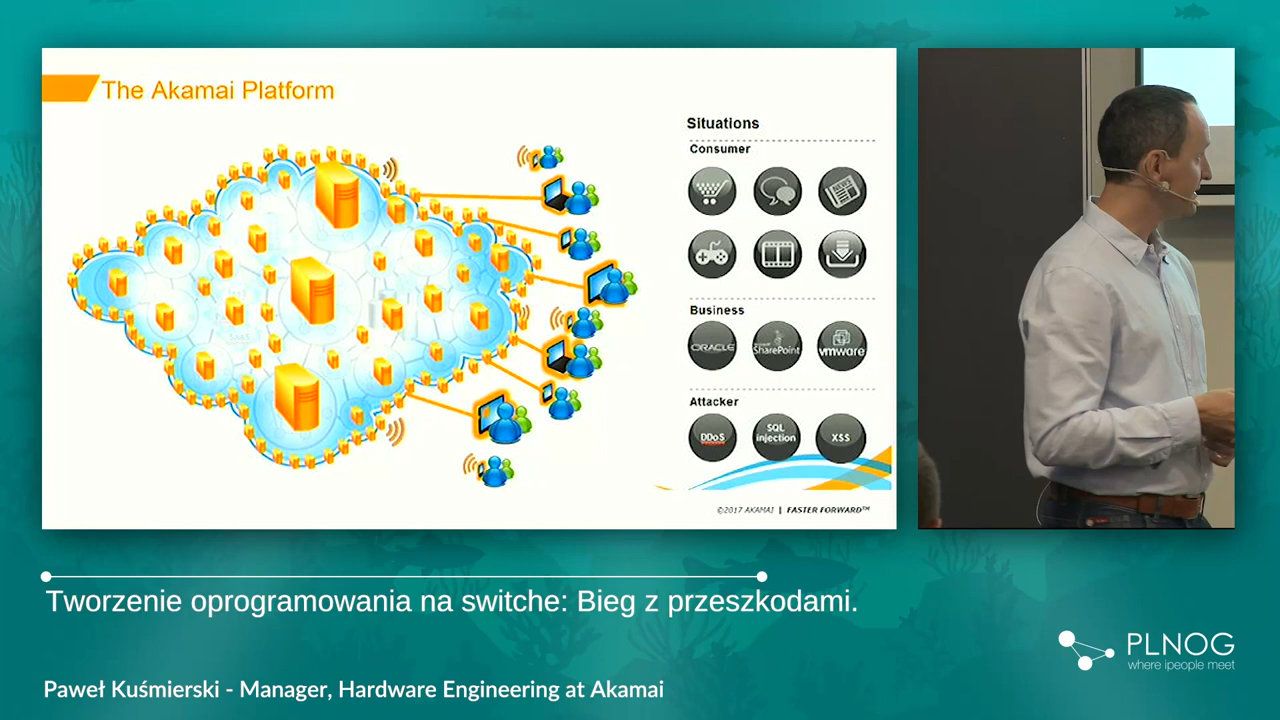 The Akamai Platform
Situations
Consumer
NEWS
Business
ORACLE
SharePoint
vmware
Attacker
DDoS
SQL
injection
XSS
©2017 AKAMAI | FASTER FORWARD™
Tworzenie oprogramowania na switche: Bieg z przeszkodami.
PLNOG
where ipeople meet
Paweł Kuśmierski - Manager, Hardware Engineering at Akamai